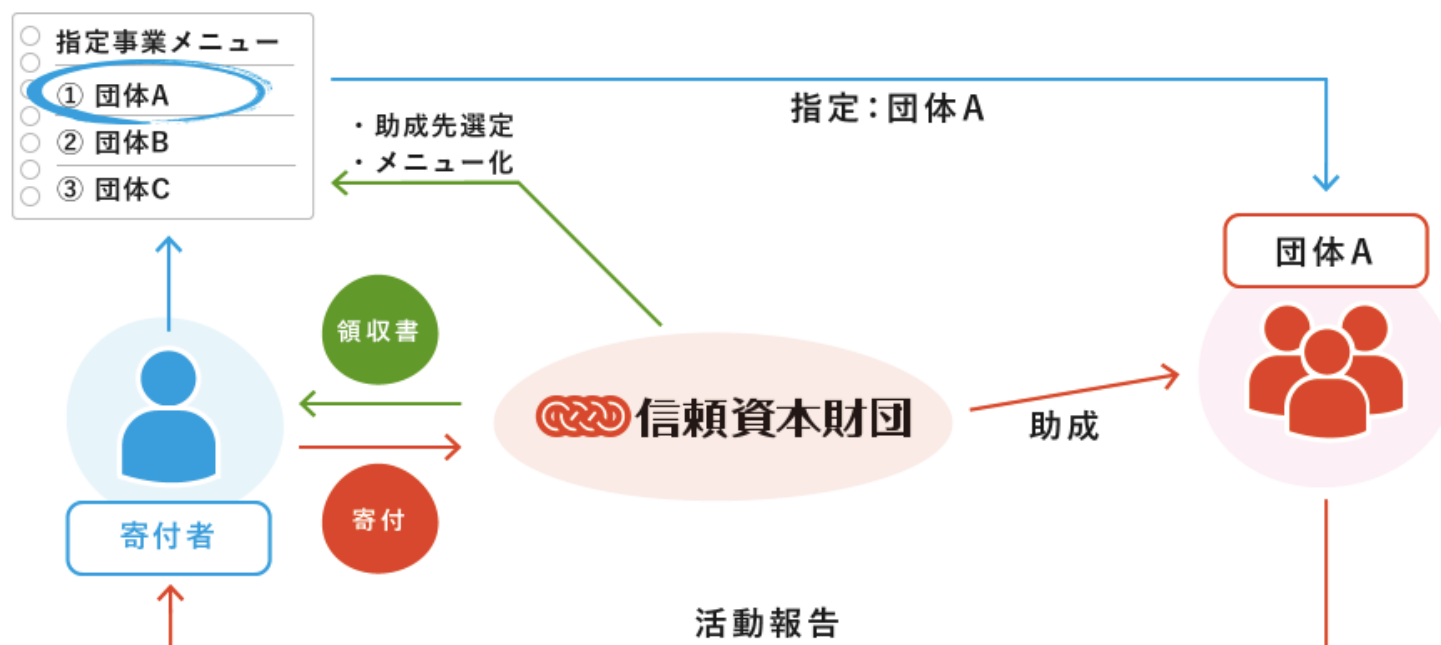 指定事業メニュー
① 団体A
② 団体B
③ 団体C
・助成先選定
・メニュー化
指定：団体A
団体A
領収書
信頼資本財団
助成
寄付
寄付者
活動報告